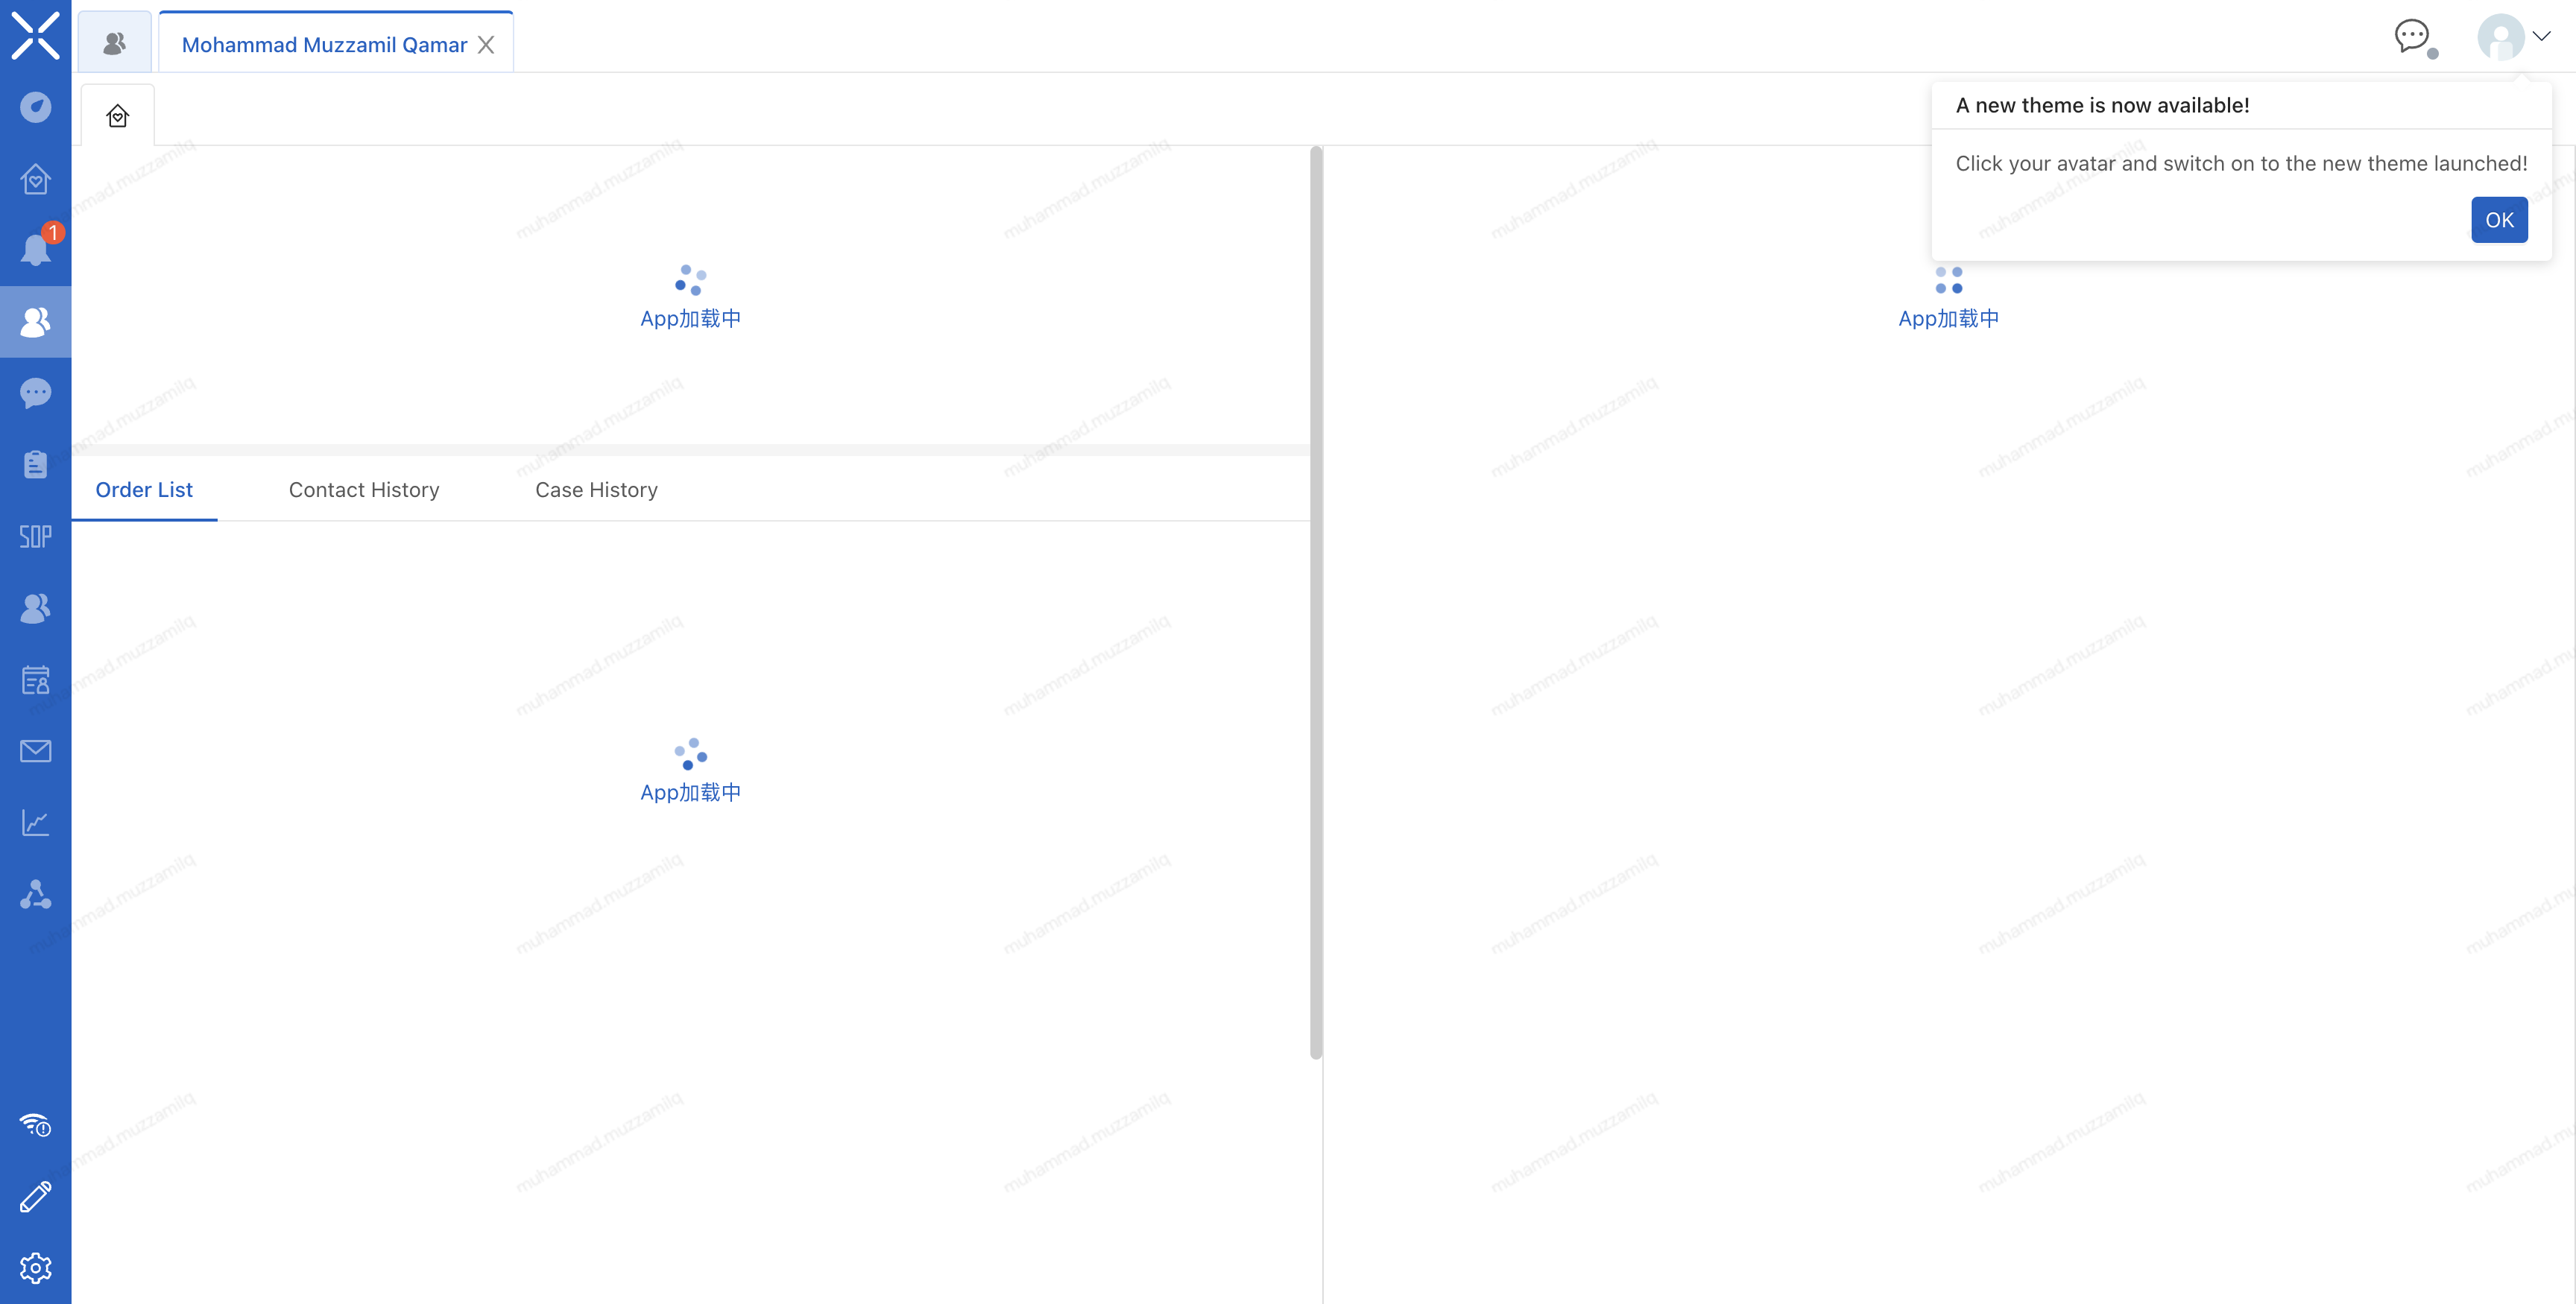 Mohammad Muzzamil Qamar
A new theme is now available!
Click your avatar and switch on to the new theme launched!
OK
1
App加载中
App加载中
Order List
Contact History
Case History
SOP
App加载中
muhammad.muzzamilq